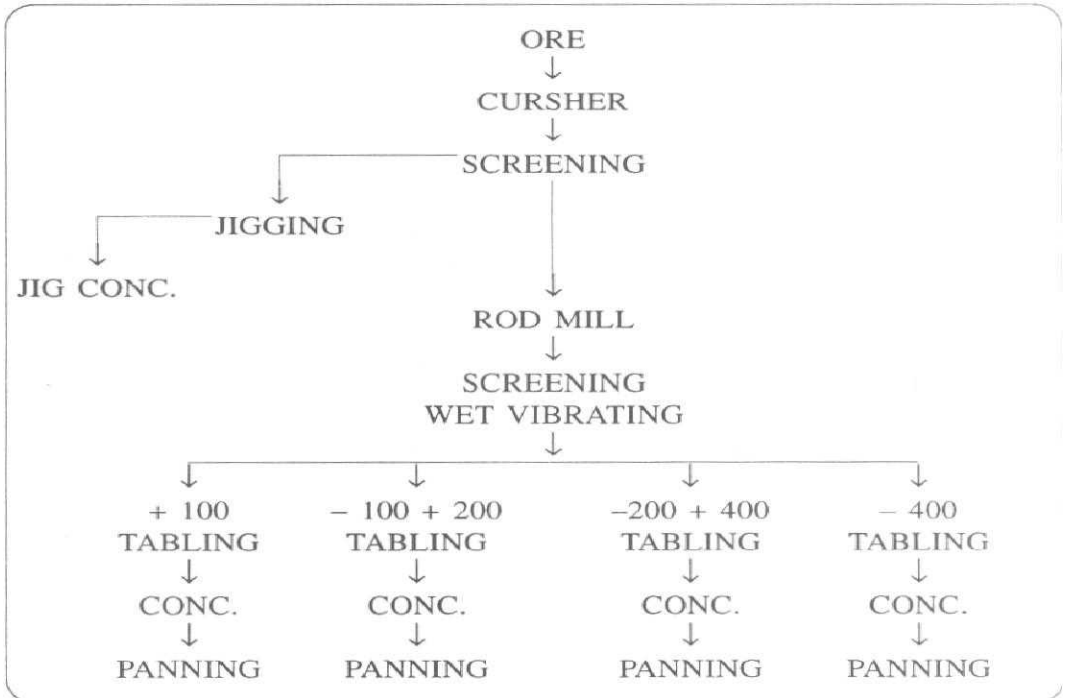 ORE
CURSHER
SCREENING
JIGGING
JIG CONC.
ROD MILL
SCREENING
WET VIBRATING
+ 100
TABLING
CONC.
PANNING
– 100 + 200
TABLING
CONC.
PANNING
–200 + 400
TABLING
CONC.
PANNING
– 400
TABLING
CONC.
PANNING